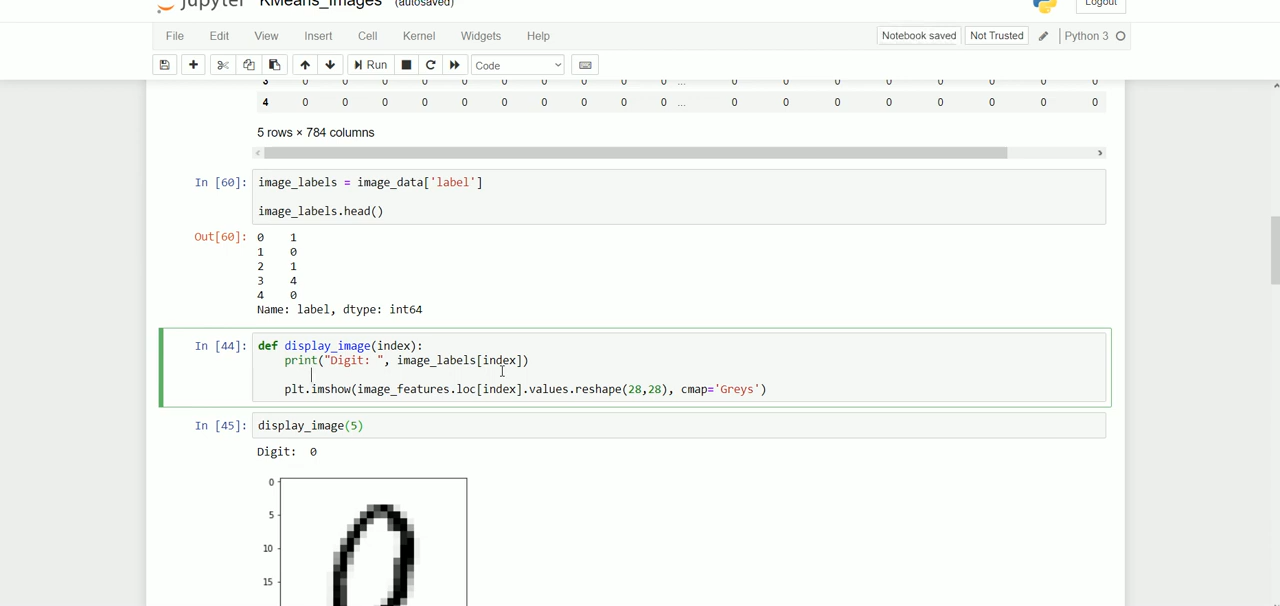 jupyter KMeans_Images (autosaved) Logout
File Edit View Insert Cell Kernel Widgets Help Notebook saved Not Trusted Python 3
Run Code
3 0 0 0 0 0 0 0 0 0 0 ... 0 0 0 0 0 0 0 0
4 0 0 0 0 0 0 0 0 0 0 ... 0 0 0 0 0 0 0 0
5 rows × 784 columns
In [60]: image_labels = image_data['label']
image_labels.head()
Out[60]: 0 1
1 0
2 1
3 4
4 0
Name: label, dtype: int64
In [44]: def display_image(index):
print("Digit: ", image_labels[index])
plt.imshow(image_features.loc[index].values.reshape(28,28), cmap='Greys')
In [45]: display_image(5)
Digit: 0
0
5
10
15